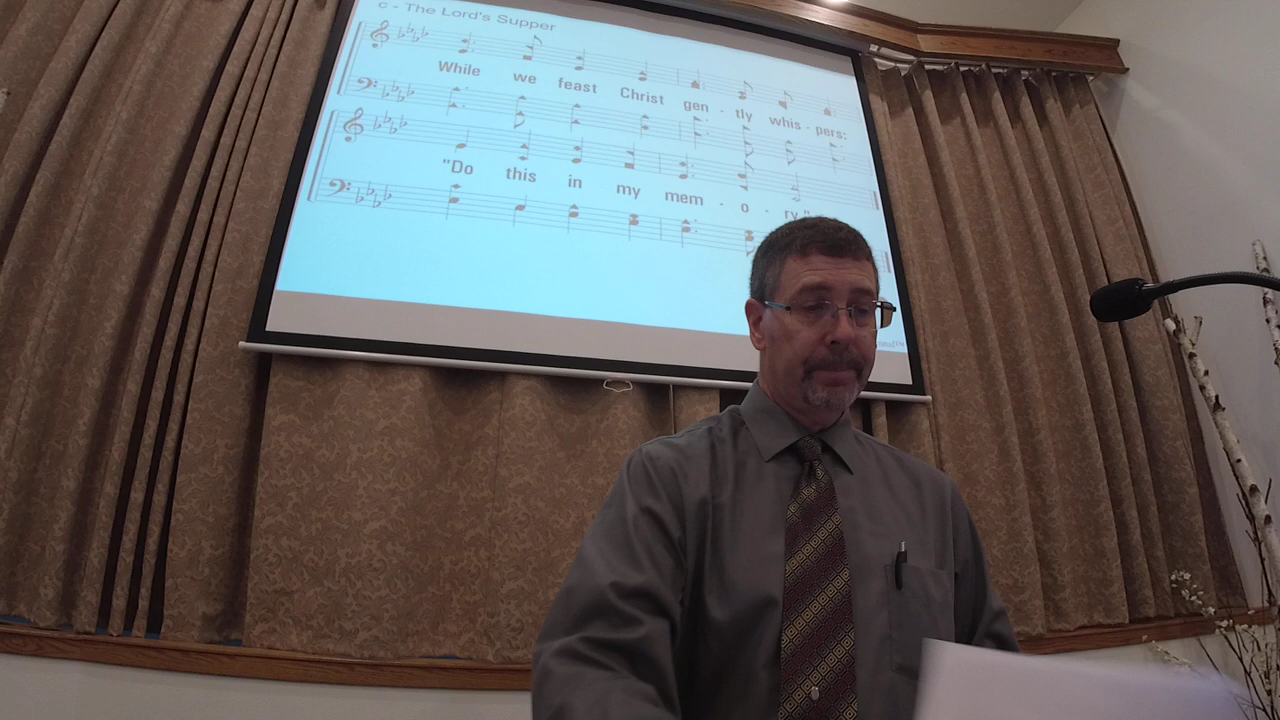 c - The Lord's Supper
While we feast Christ gen - tly whis - pers:
"Do this in my mem - o - ry."